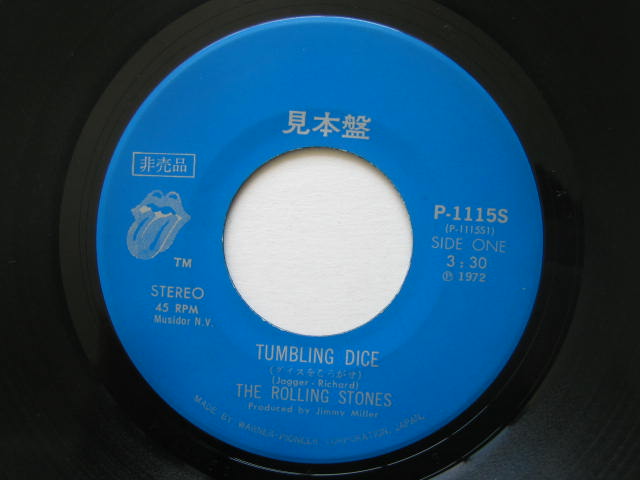 見本盤
非売品
TM
STEREO
45 RPM
Musidor N.V.
P-1115S
(P-1115S1)
SIDE ONE
3:30
Ⓟ 1972
TUMBLING DICE
(ダイスをころがせ)
(Jagger - Richard)
THE ROLLING STONES
Produced by Jimmy Miller
MADE BY WARNER-PIONEER CORPORATION, JAPAN.